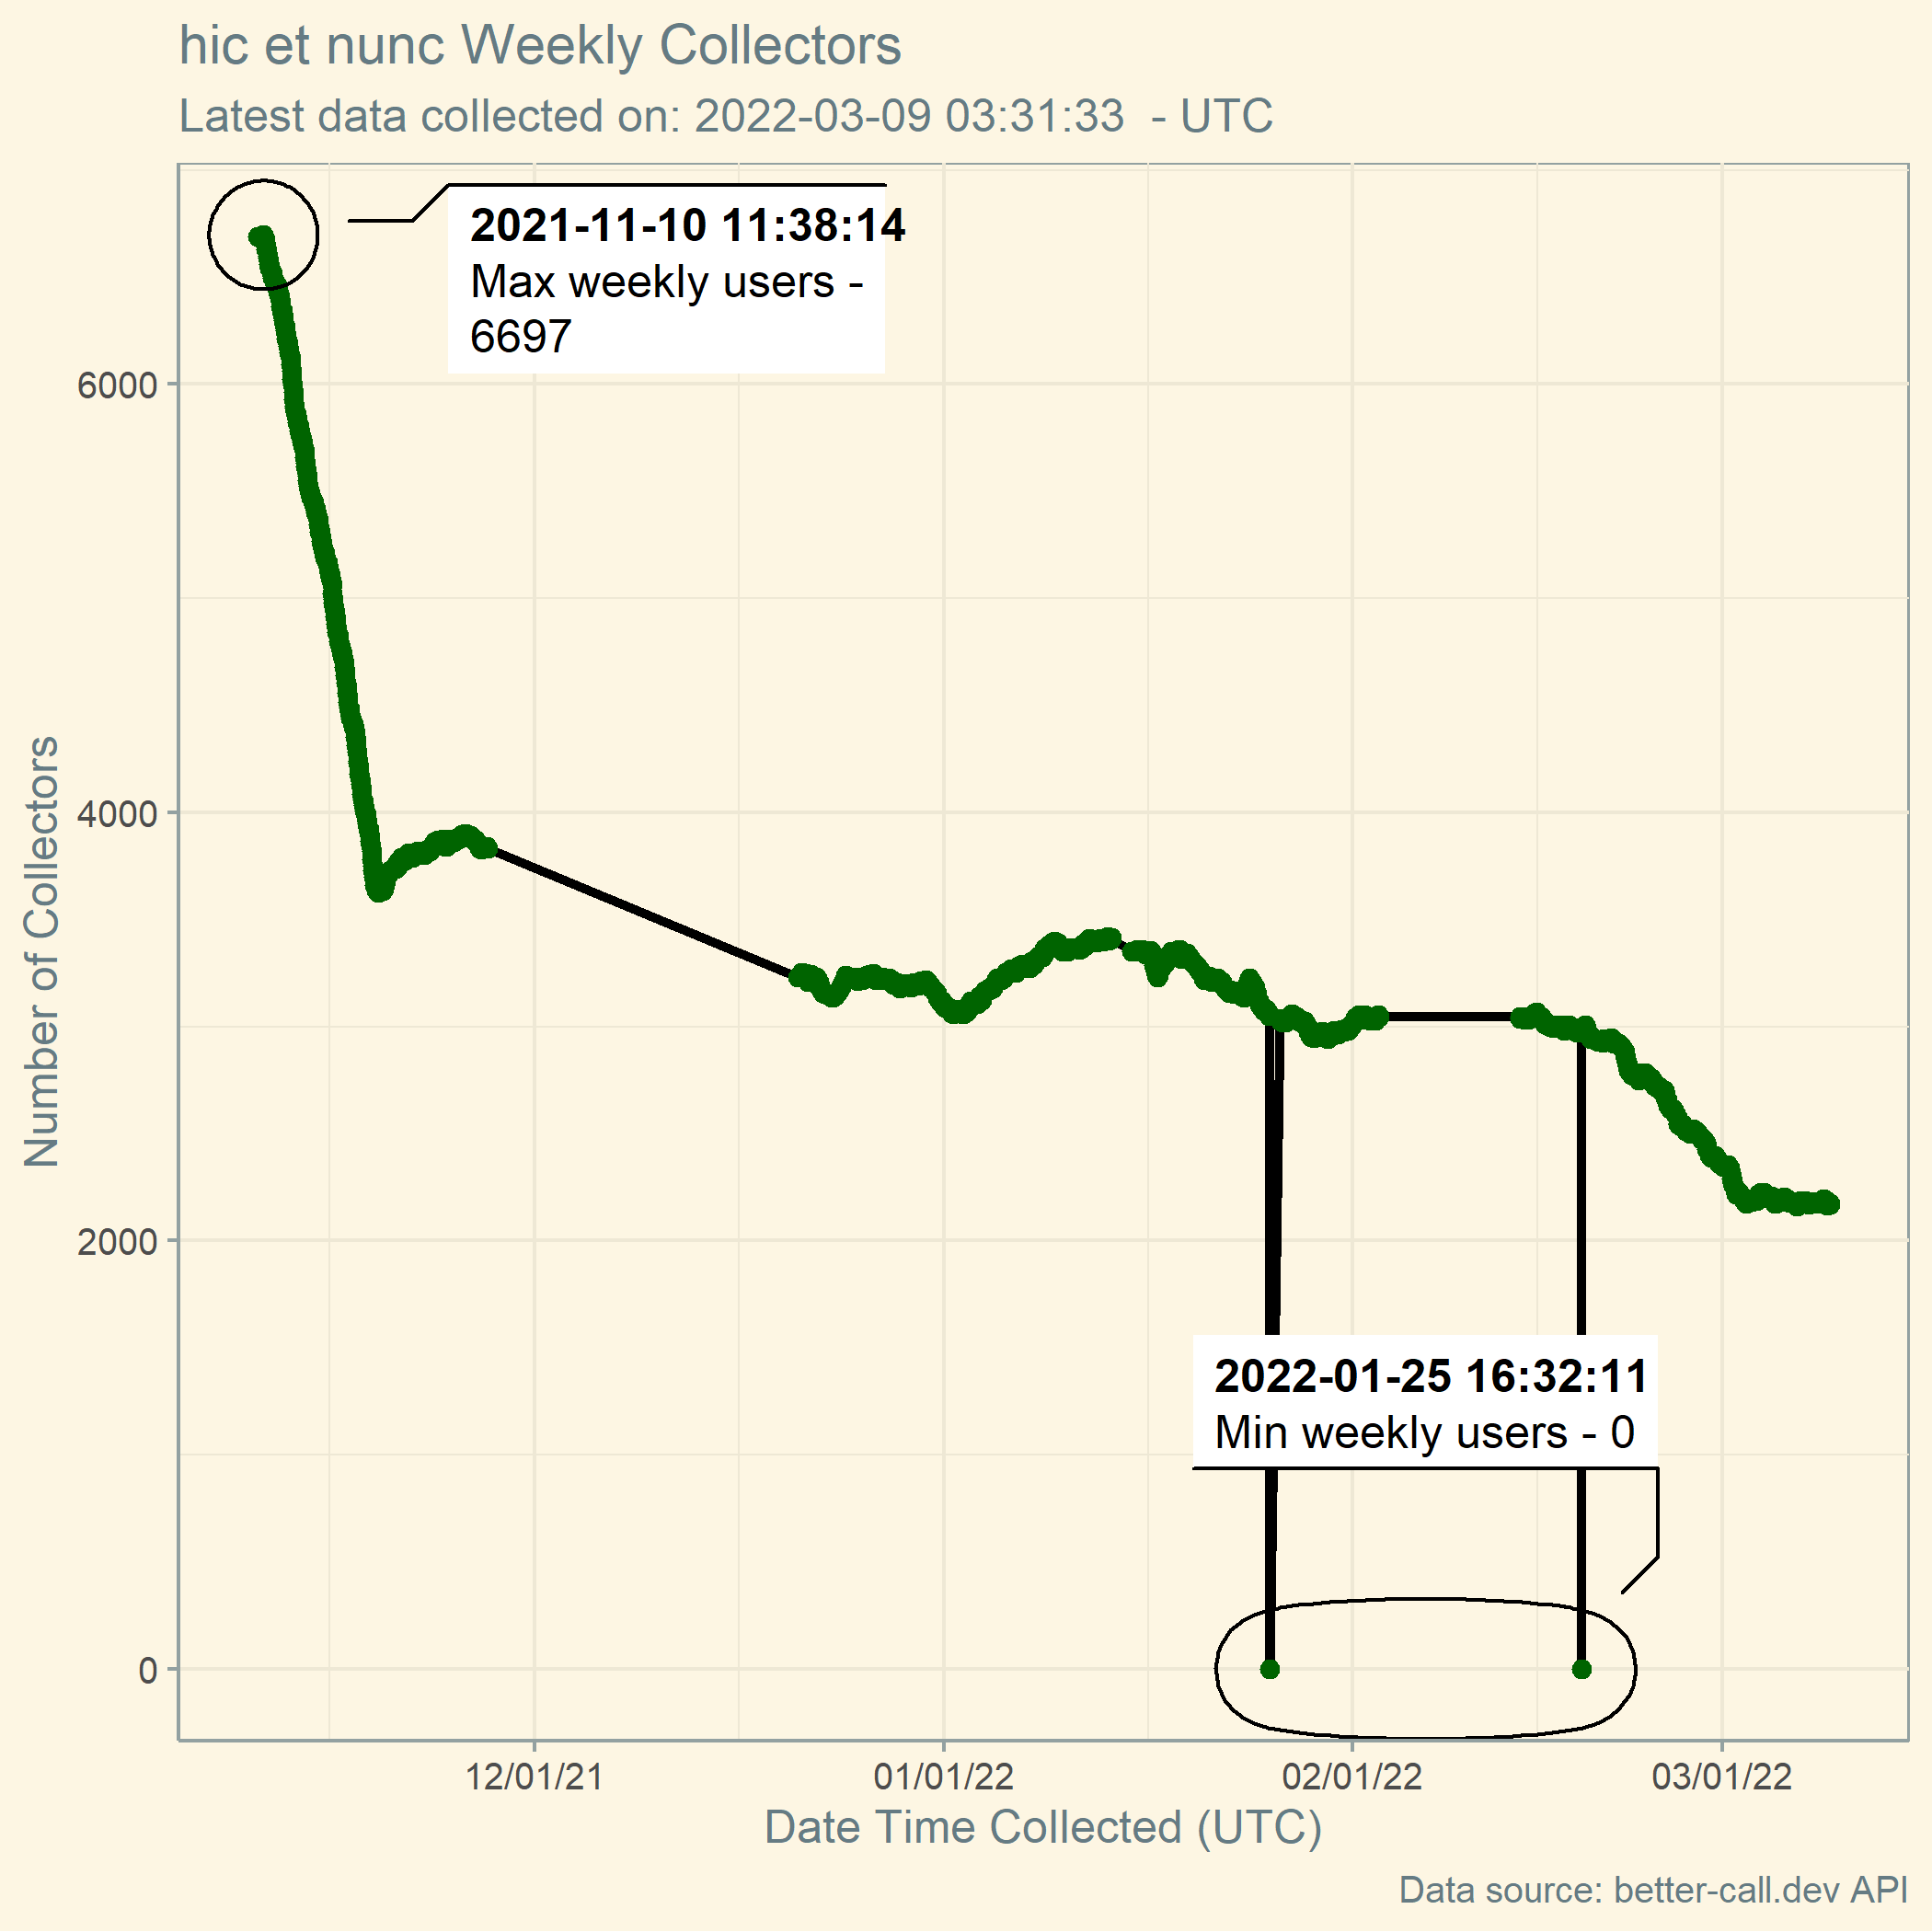 hic et nunc Weekly Collectors
Latest data collected on: 2022-03-09 03:31:33  - UTC
2021-11-10 11:38:14
Max weekly users -
6697
6000
4000
2000
0
Number of Collectors
2022-01-25 16:32:11
Min weekly users - 0
12/01/21
01/01/22
02/01/22
03/01/22
Date Time Collected (UTC)
Data source: better-call.dev API